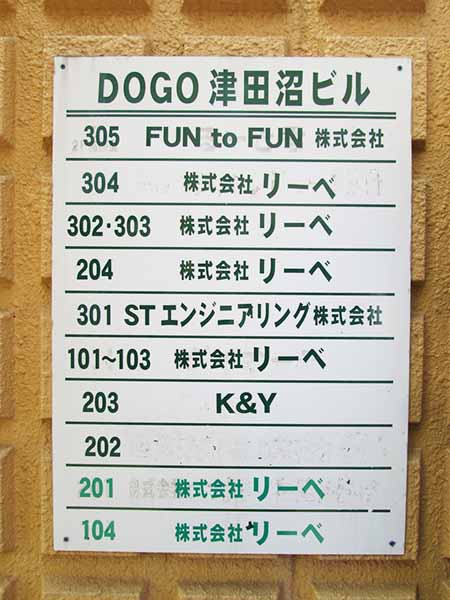 DOGO 津田沼ビル
305 FUN to FUN 株式会社
304 株式会社 リーベ
302・303 株式会社 リーベ
204 株式会社 リーベ
301 STエンジニアリング 株式会社
101~103 株式会社 リーベ
203 K&Y
202
201 株式会社 リーベ
104 株式会社 リーベ